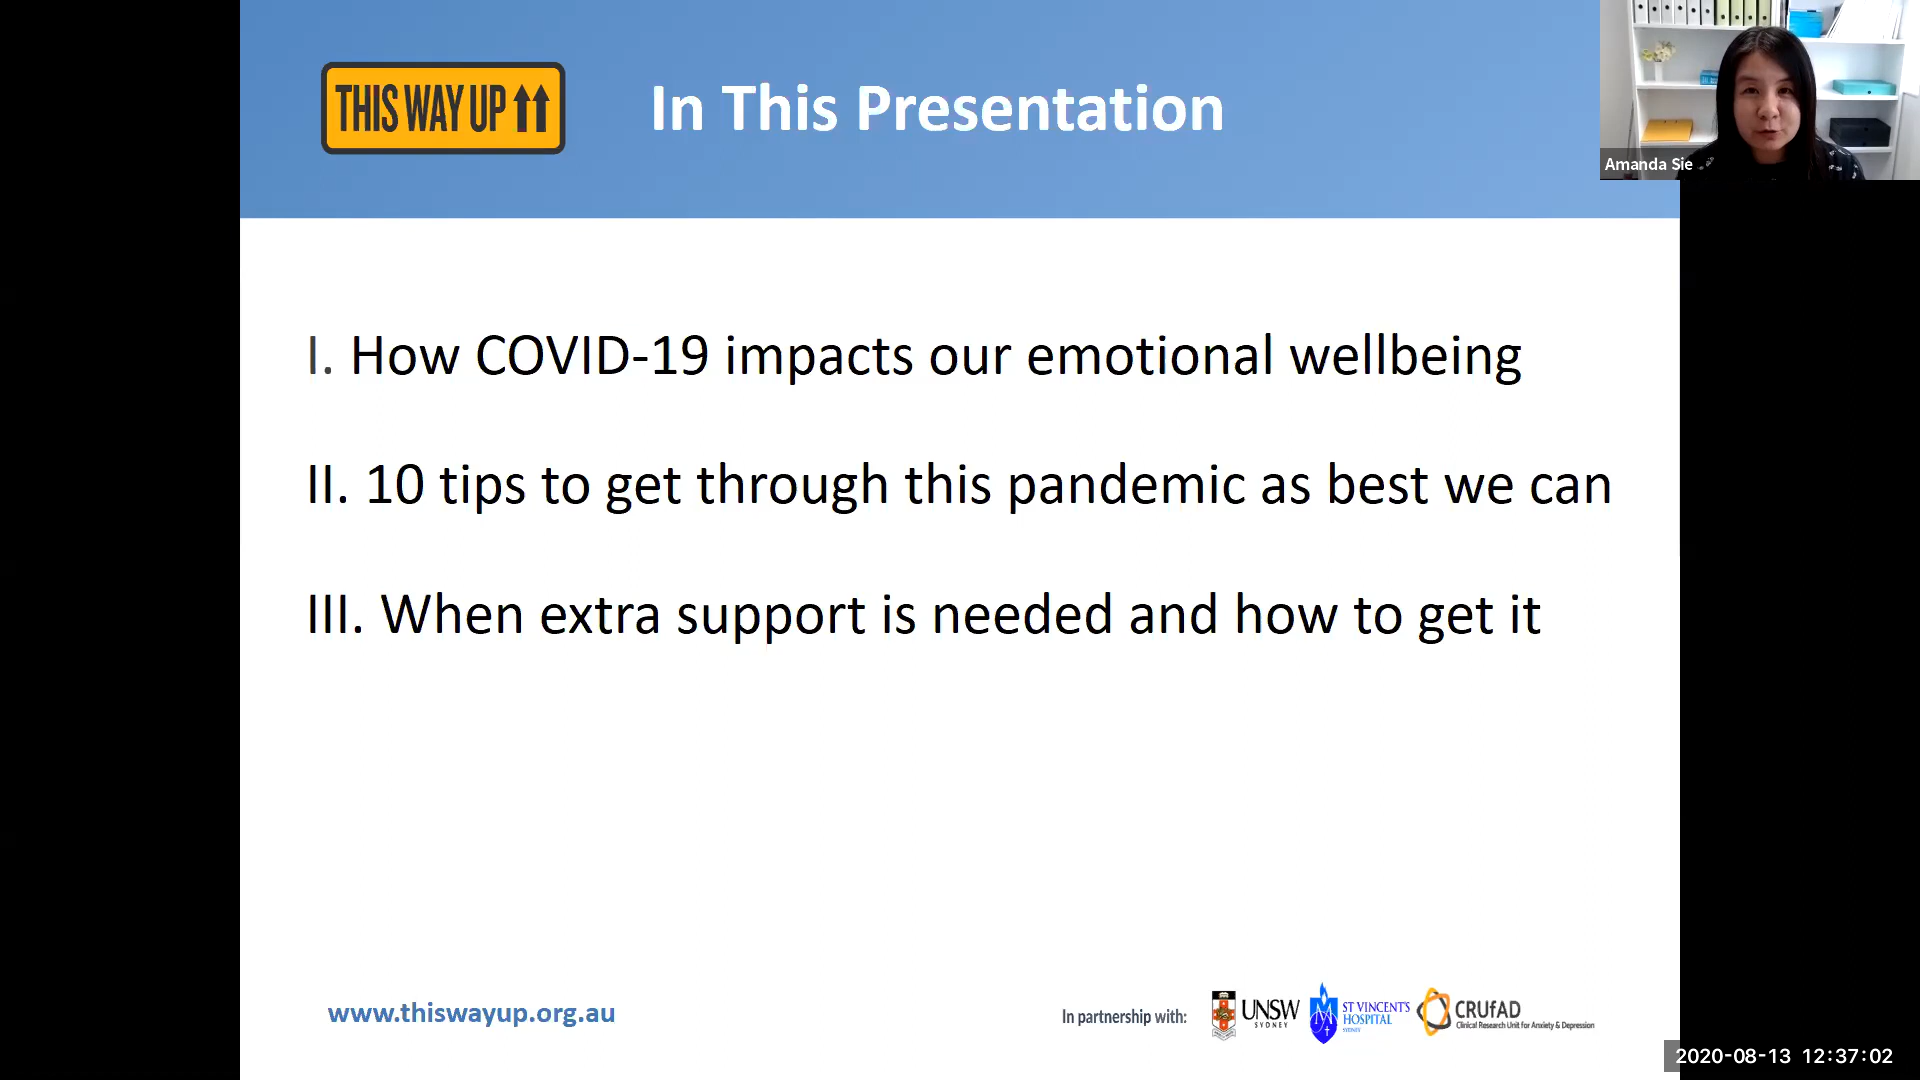 THIS WAY UP
In This Presentation
Amanda Sie
I. How COVID-19 impacts our emotional wellbeing
II. 10 tips to get through this pandemic as best we can
III. When extra support is needed and how to get it
www.thiswayup.org.au
In partnership with:
UNSW
SYDNEY
ST VINCENT'S
HOSPITAL
SYDNEY
CRUfAD
Clinical Research Unit for Anxiety & Depression
2020-08-13 12:37:02